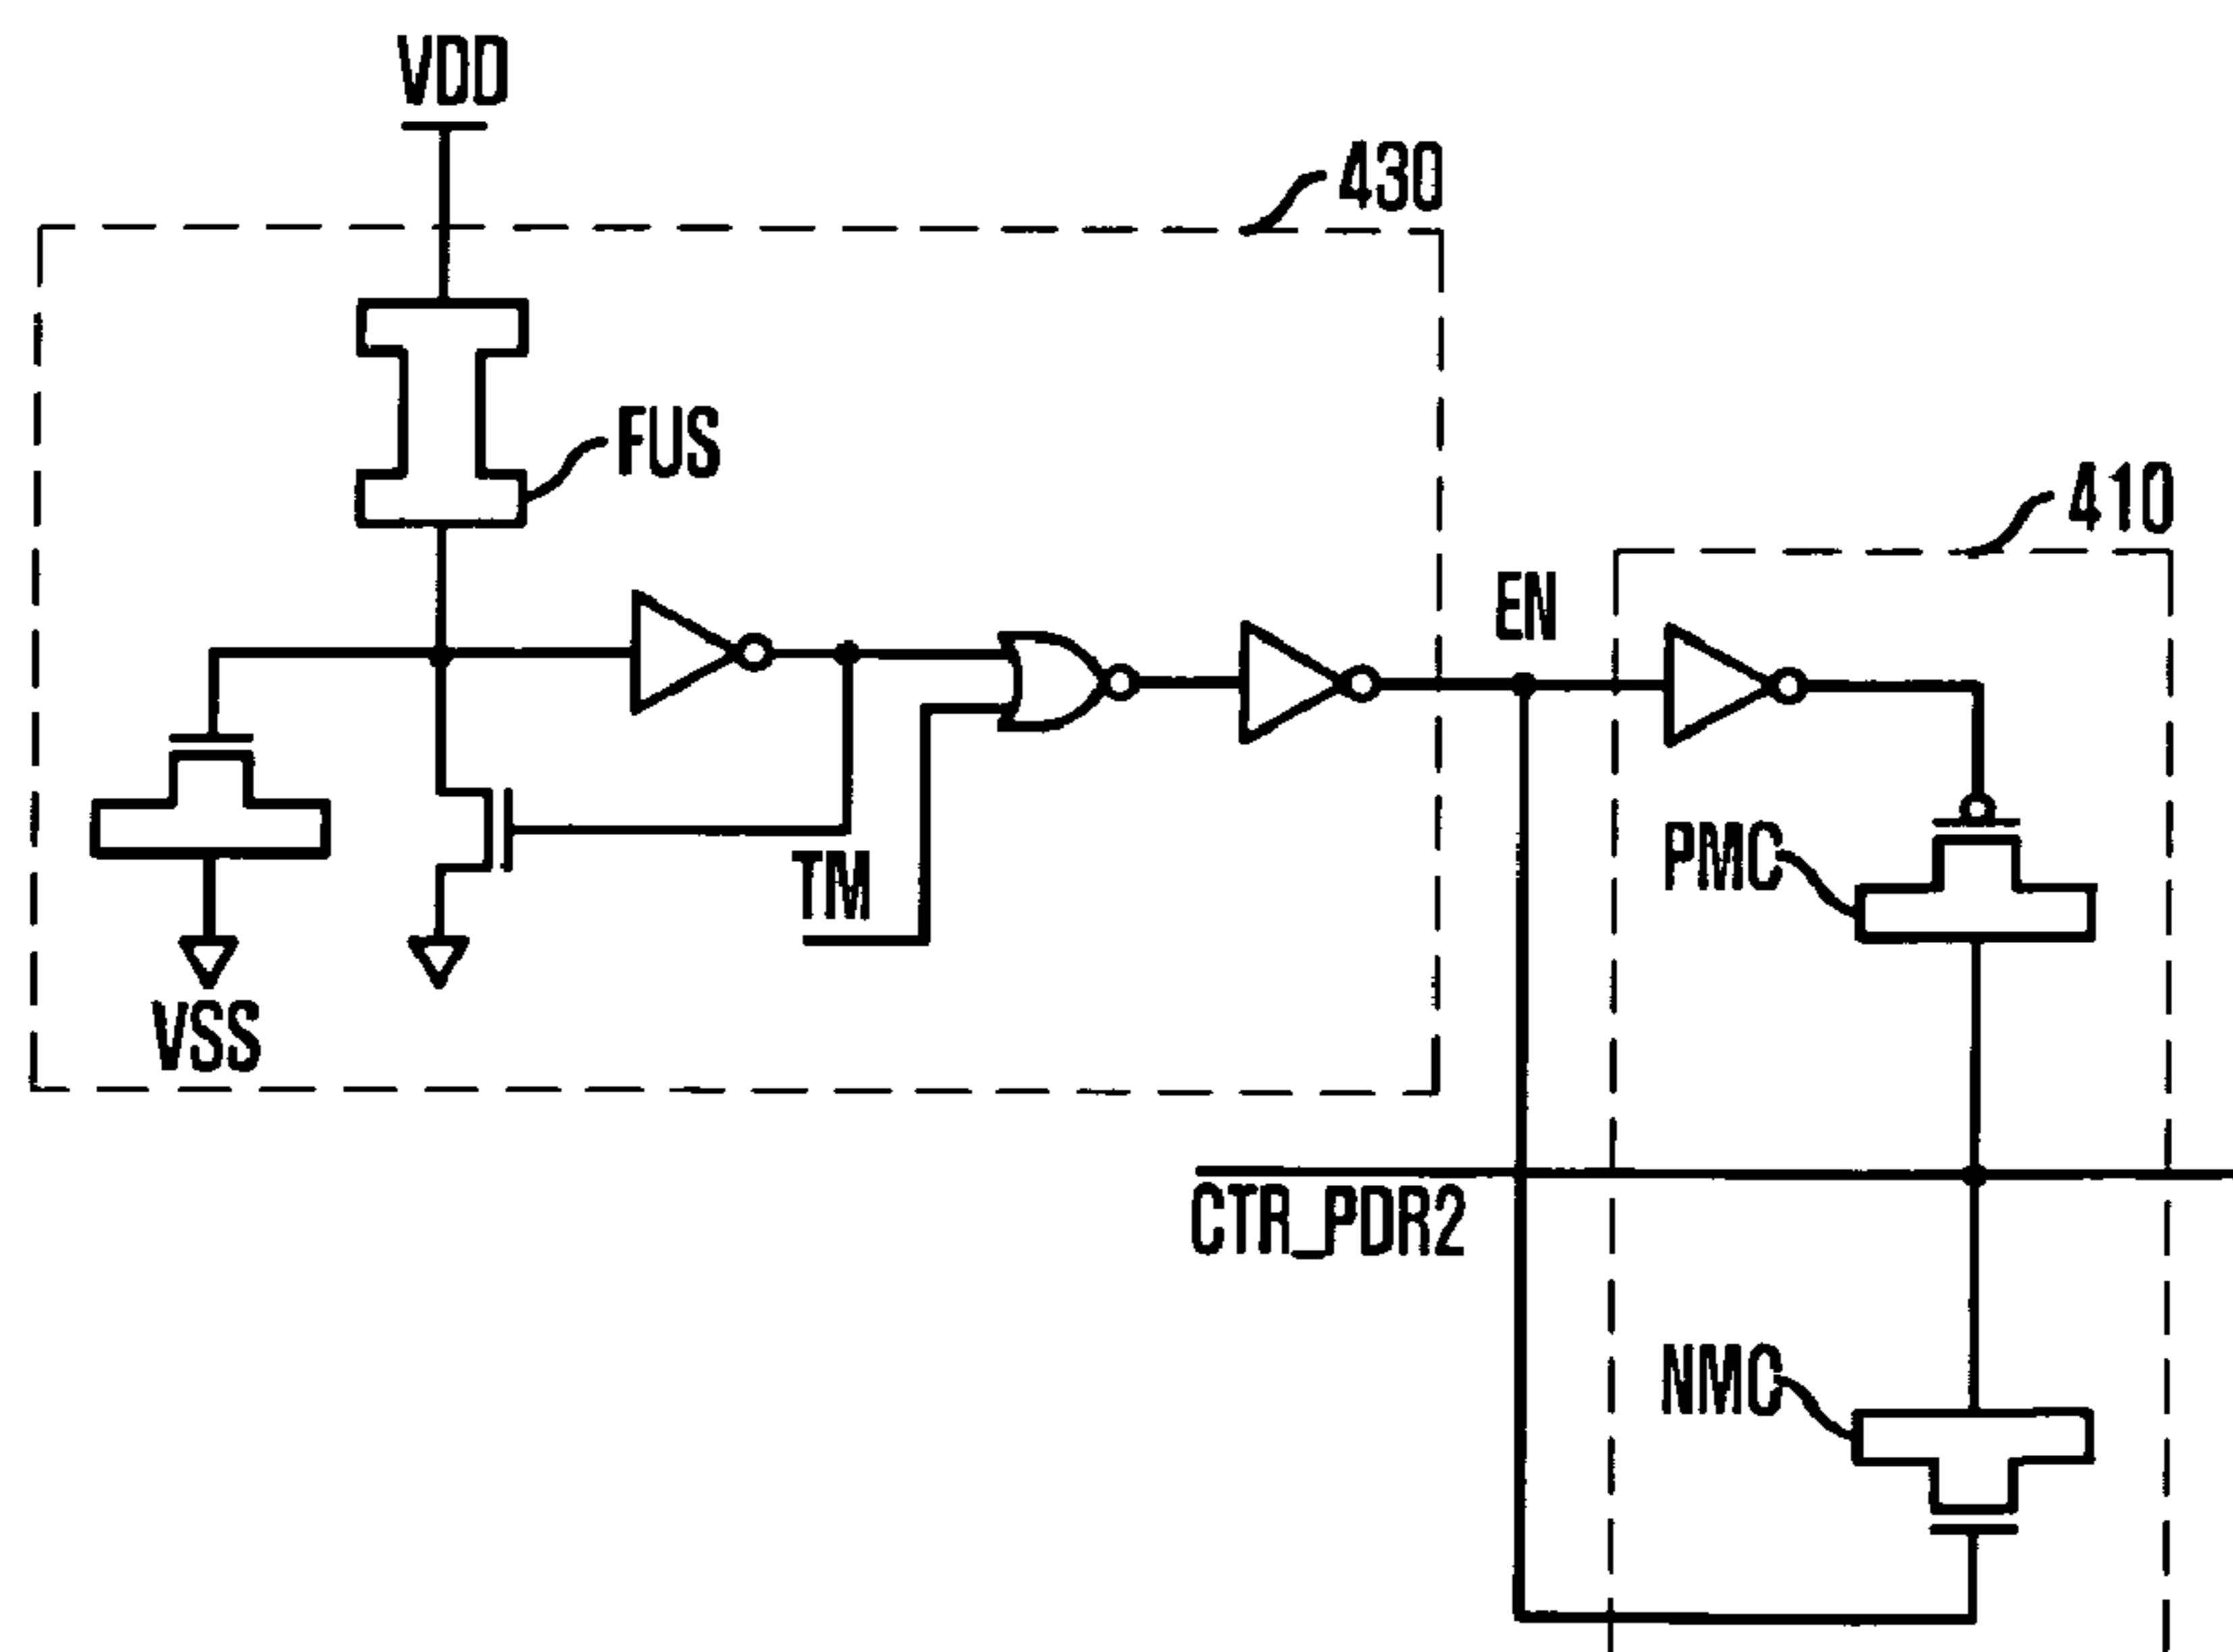 VDD
430
FUS
410
EN
PMC
TM
VSS
CTR_PDR2
NMC